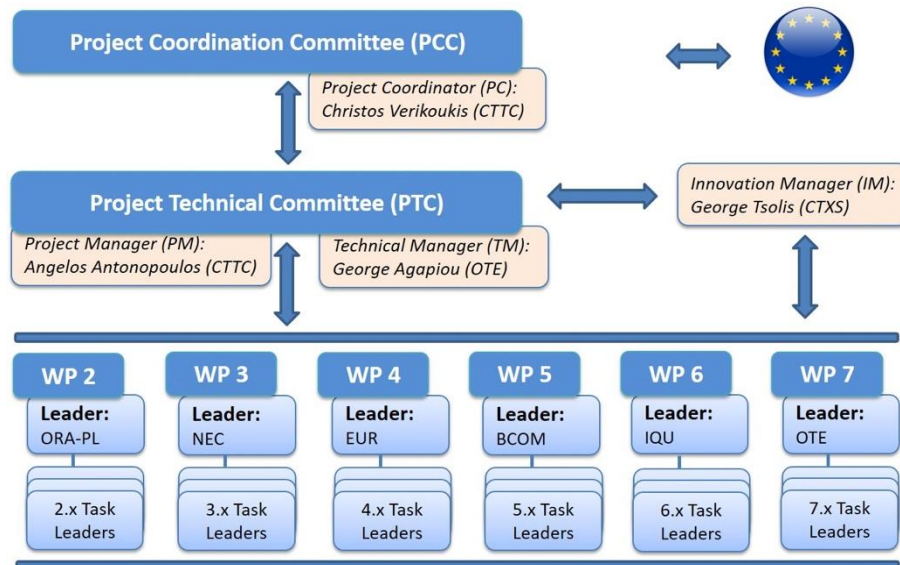 Project Coordination Committee (PCC)
Project Coordinator (PC):
Christos Verikoukis (CTTC)
Project Technical Committee (PTC)
Innovation Manager (IM):
George Tsolis (CTXS)
Project Manager (PM):
Angelos Antonopoulos (CTTC)
Technical Manager (TM):
George Agapiou (OTE)
WP 2
WP 3
WP 4
WP 5
WP 6
WP 7
Leader:
ORA-PL
Leader:
NEC
Leader:
EUR
Leader:
BCOM
Leader:
IQU
Leader:
OTE
2.x Task
Leaders
3.x Task
Leaders
4.x Task
Leaders
5.x Task
Leaders
6.x Task
Leaders
7.x Task
Leaders